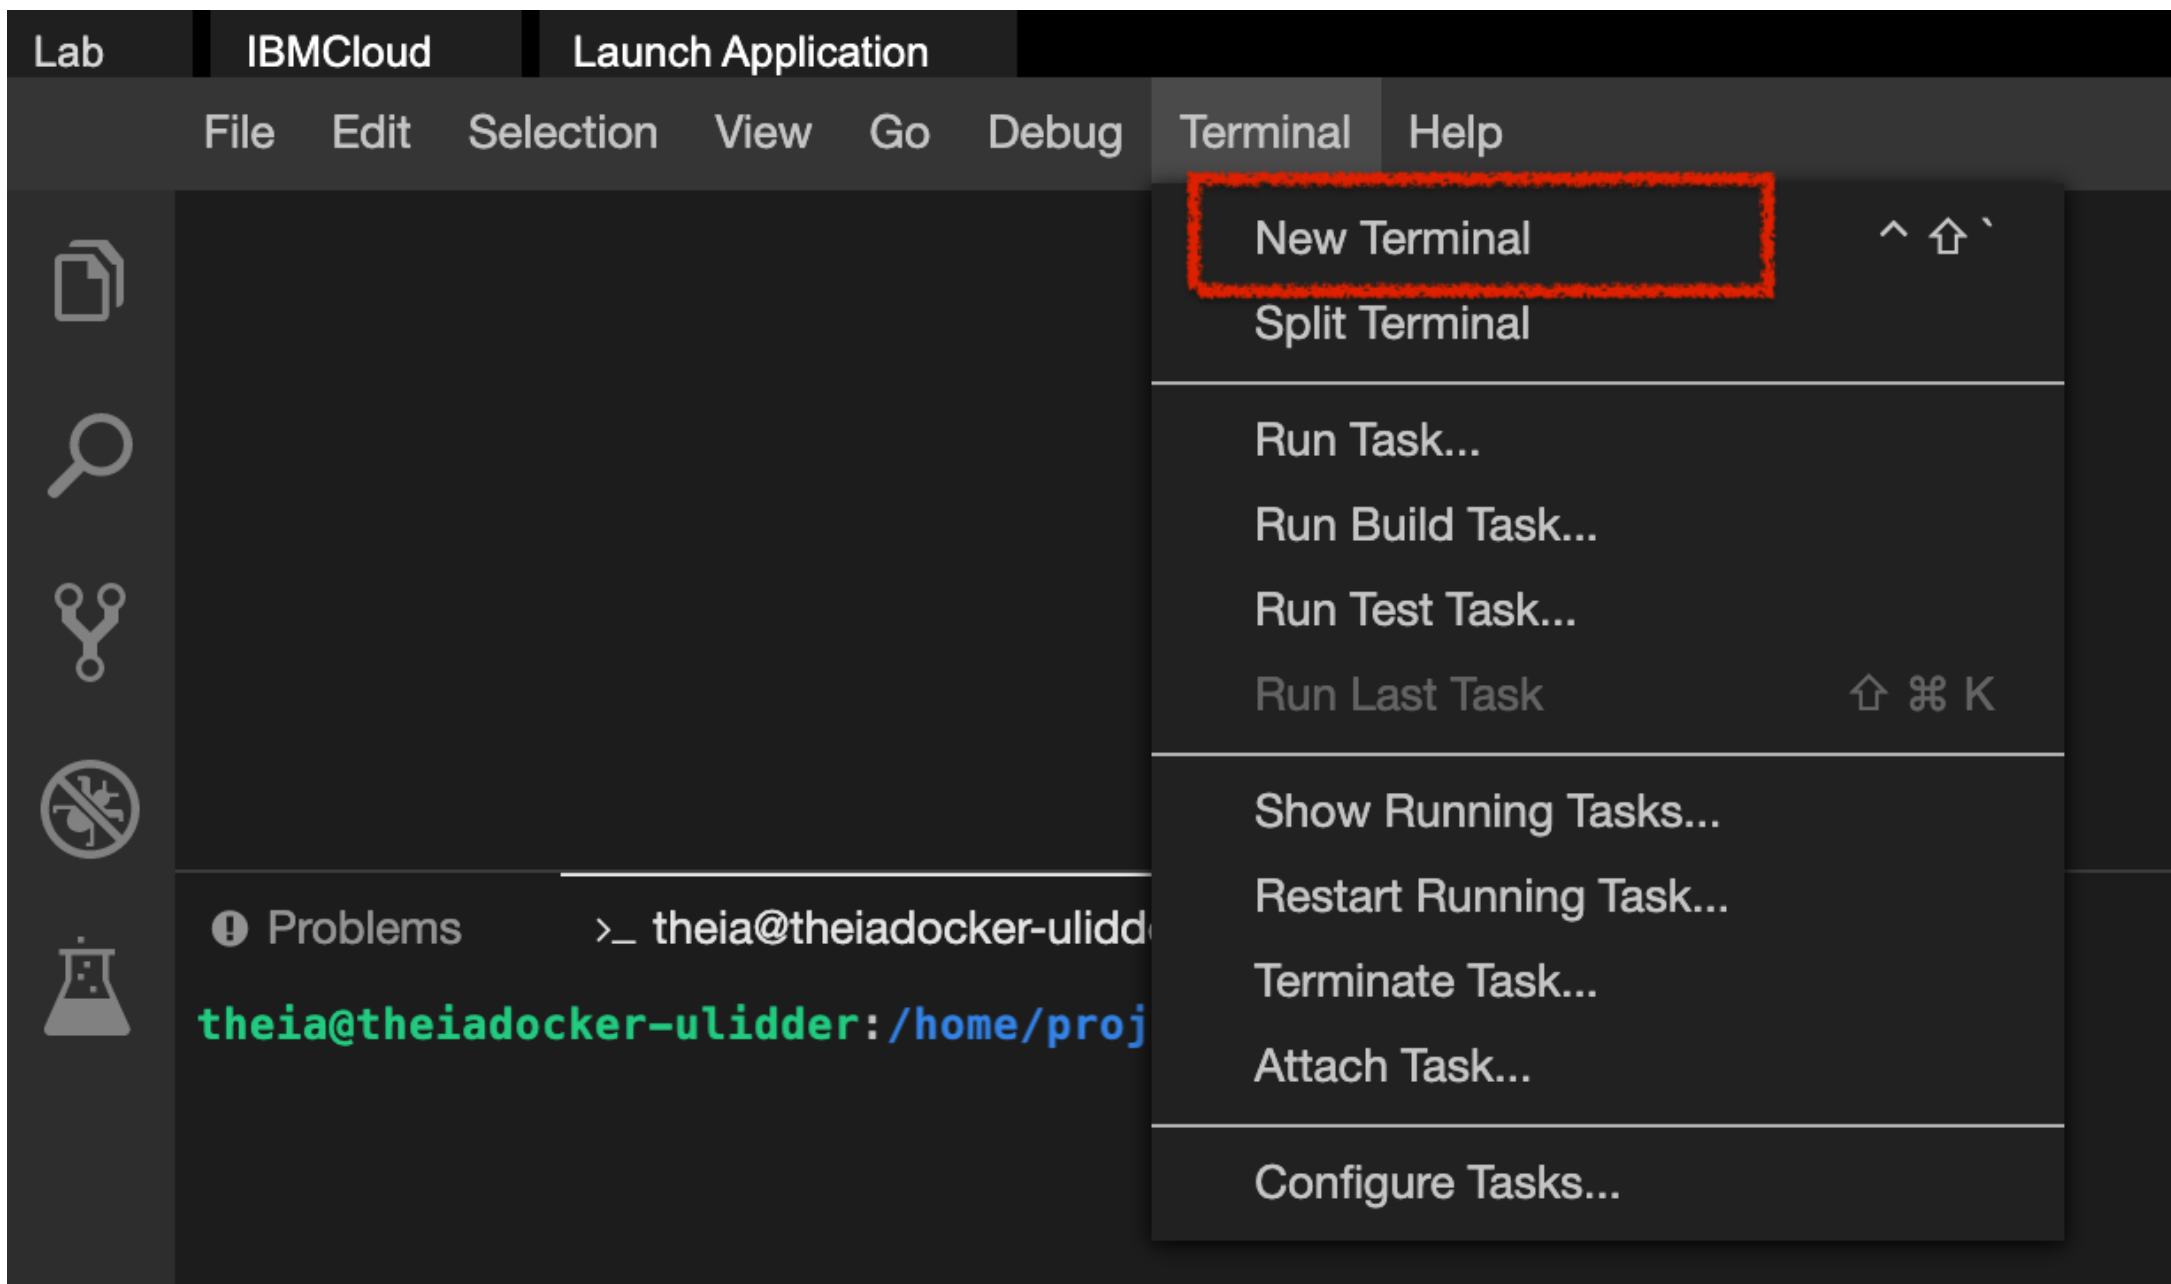 Lab IBMCloud Launch Application
File Edit Selection View Go Debug Terminal Help
New Terminal ^ ⇧ `
Split Terminal
Run Task...
Run Build Task...
Run Test Task...
Run Last Task ⇧ ⌘ K
Show Running Tasks...
Restart Running Task...
Terminate Task...
Attach Task...
Configure Tasks...
Problems >_ theia@theiadocker-ulidd
theia@theiadocker-ulidder:/home/proj